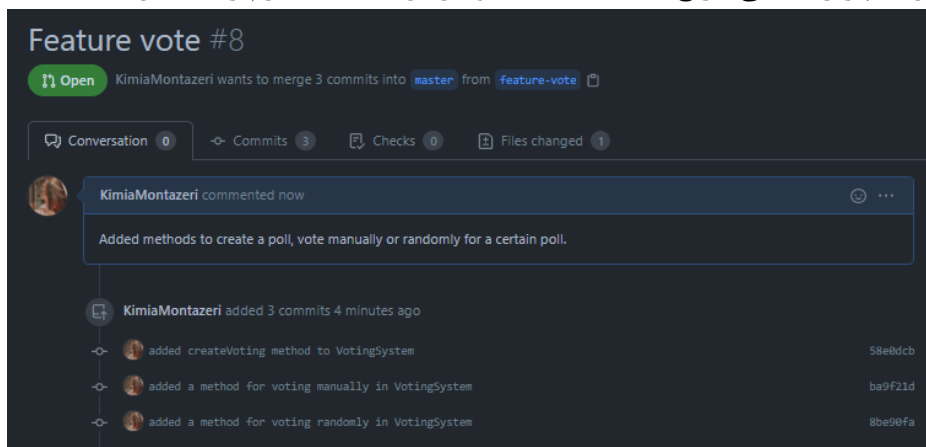 Feature vote #8
Open KimiaMontazeri wants to merge 3 commits into master from feature-vote
Conversation 0 Commits 3 Checks 0 Files changed 1
KimiaMontazeri commented now
Added methods to create a poll, vote manually or randomly for a certain poll.
KimiaMontazeri added 3 commits 4 minutes ago
added createVoting method to VotingSystem 58e0dcb
added a method for voting manually in VotingSystem ba9f21d
added a method for voting randomly in VotingSystem 8be90fa